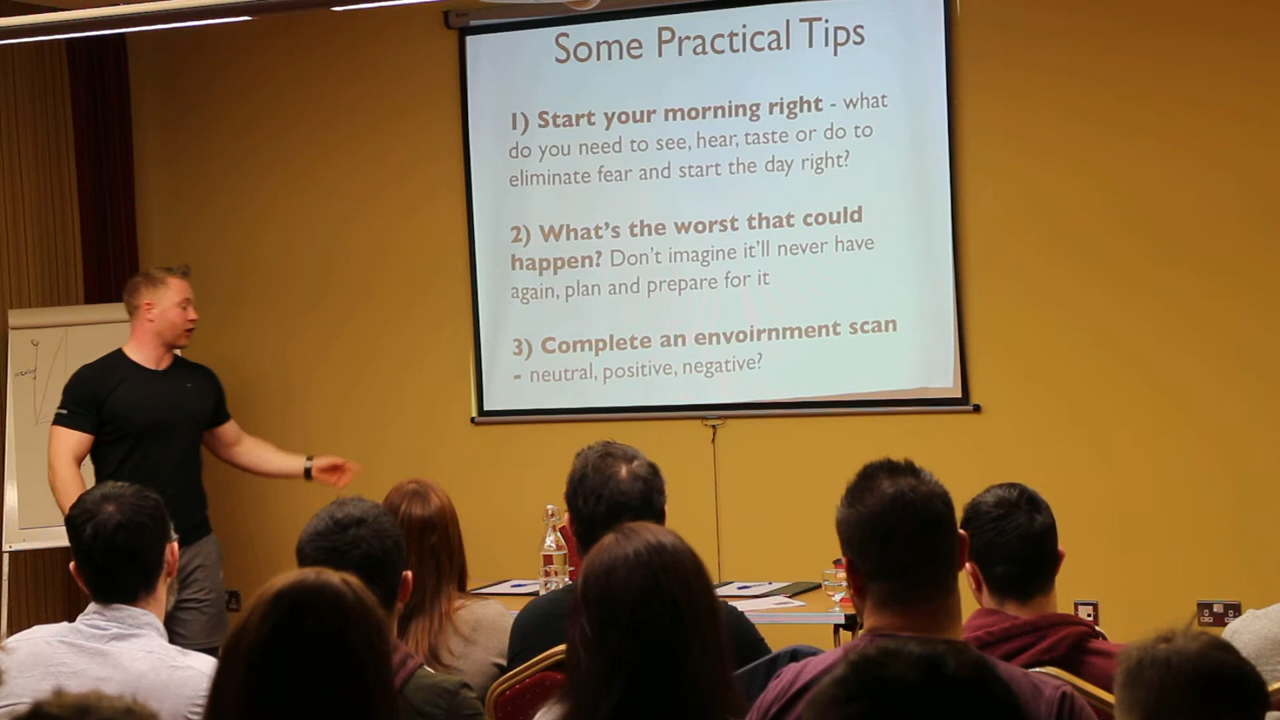 Some Practical Tips
1) Start your morning right - what
do you need to see, hear, taste or do to
eliminate fear and start the day right?
2) What's the worst that could
happen? Don't imagine it'll never have
again, plan and prepare for it
3) Complete an envoirnment scan
- neutral, positive, negative?